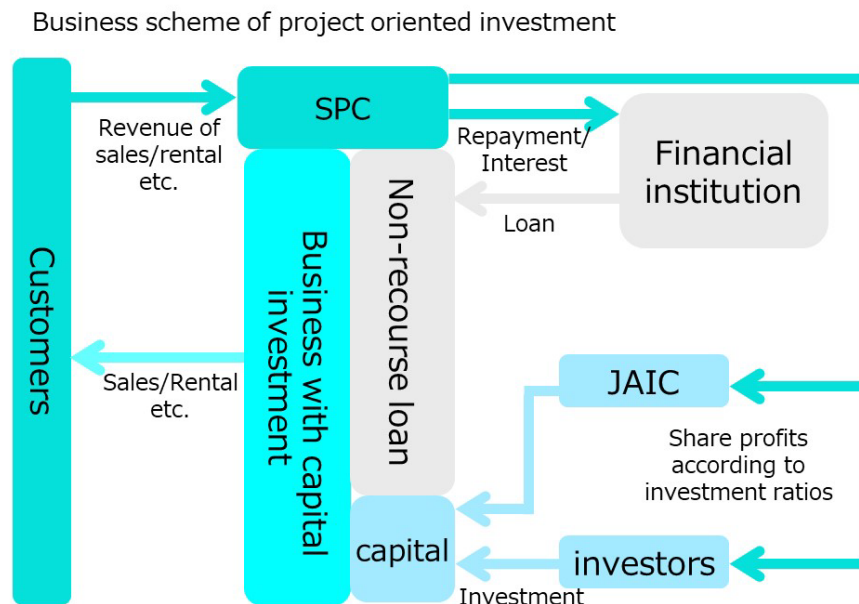 Business scheme of project oriented investment
Customers
Revenue of
sales/rental
etc.
SPC
Repayment/
Interest
Financial
institution
Loan
Non-recourse loan
Business with capital
investment
Sales/Rental
etc.
JAIC
Share profits
according to
investment ratios
capital
investors
Investment